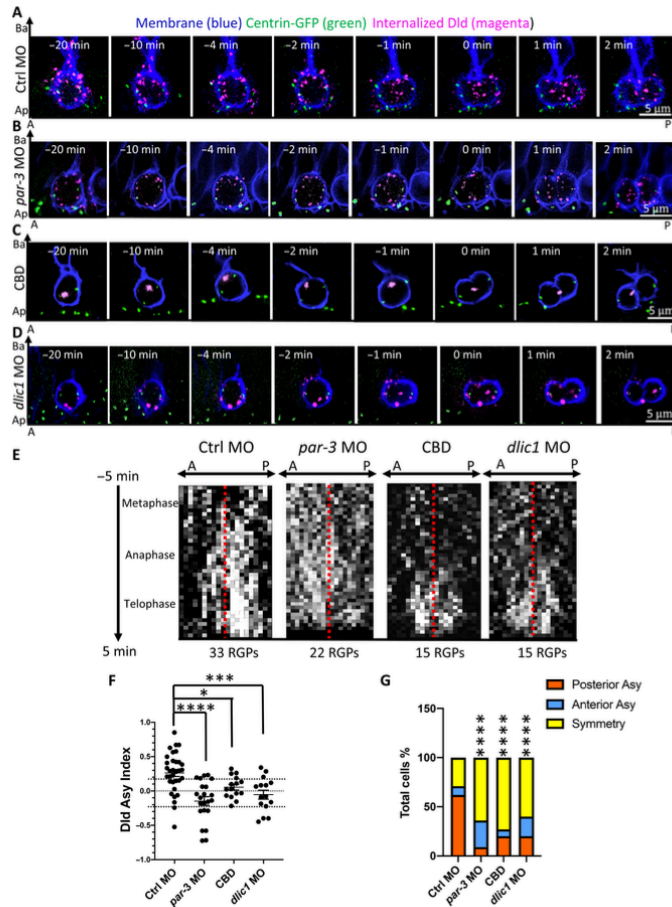 Membrane (blue) Centrin-GFP (green) Internalized Dld (magenta)
A
Ba
Ctrl MO
Ap
−20 min −10 min −4 min −2 min −1 min 0 min 1 min 2 min
5 μm
A P
B
Ba
par-3 MO
Ap
−20 min −10 min −4 min −2 min −1 min 0 min 1 min 2 min
5 μm
A P
C
Ba
CBD
Ap
−20 min −10 min −4 min −2 min −1 min 0 min 1 min 2 min
5 μm
A
D
Ba
dlic1 MO
Ap
−20 min −10 min −4 min −2 min −1 min 0 min 1 min 2 min
5 μm
A
E
Ctrl MO par-3 MO CBD dlic1 MO
A P A P A P A P
−5 min
Metaphase
Anaphase
Telophase
5 min
33 RGPs 22 RGPs 15 RGPs 15 RGPs
F
***
*
****
Dld Asy Index
1.0
0.5
0.0
−0.5
−1.0
Ctrl MO par-3 MO CBD dlic1 MO
G
Posterior Asy
Anterior Asy
Symmetry
**** **** ****
Total cells %
150
100
50
0
Ctrl MO par-3 MO CBD dlic1 MO